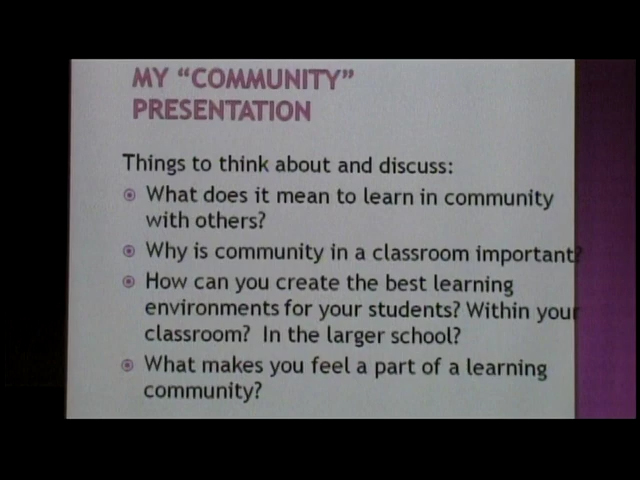 MY “COMMUNITY”
PRESENTATION
Things to think about and discuss:
What does it mean to learn in community
with others?
Why is community in a classroom important?
How can you create the best learning
environments for your students? Within your
classroom?  In the larger school?
What makes you feel a part of a learning
community?